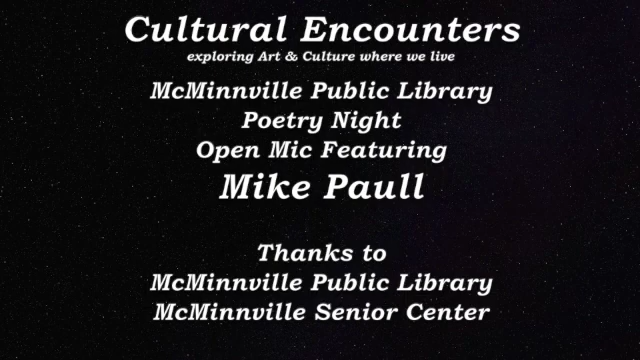 Cultural Encounters
exploring Art & Culture where we live
McMinnville Public Library
Poetry Night
Open Mic Featuring
Mike Paull
Thanks to
McMinnville Public Library
McMinnville Senior Center